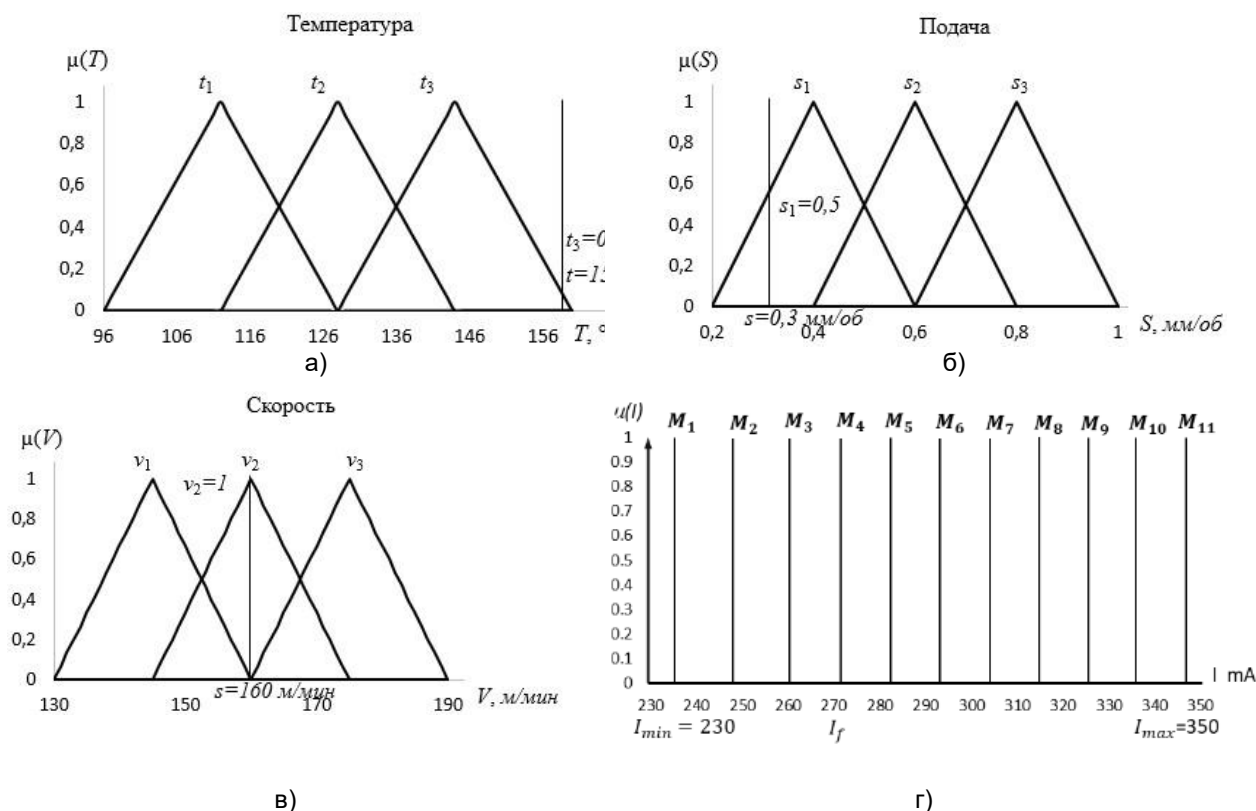 Температура
μ(T)
t₁ t₂ t₃
1
0,8
0,6
0,4
0,2
0
t₃=0
t=15
96 106 116 126 136 146 156 T, °
а)
Подача
μ(S)
s₁ s₂ s₃
1
0,8
0,6
0,4
0,2
0
s₁=0,5
s=0,3 мм/об
0,2 0,4 0,6 0,8 1 S, мм/об
б)
Скорость
μ(V)
v₁ v₂ v₃
v₂=1
1
0,8
0,6
0,4
0,2
0
s=160 м/мин
130 150 170 190 V, м/мин
в)
μ(I)
M₁ M₂ M₃ M₄ M₅ M₆ M₇ M₈ M₉ M₁₀ M₁₁
1
0.9
0.8
0.7
0.6
0.5
0.4
0.3
0.2
0.1
0
I mA
230 240 250 260 270 280 290 300 310 320 330 340 350
I_min = 230 I_f I_max=350
г)